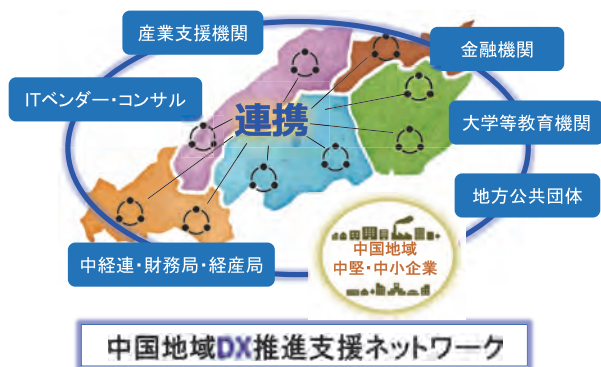 産業支援機関
金融機関
ITベンダー・コンサル
連携
大学等教育機関
地方公共団体
中経連・財務局・経産局
中国地域
中堅・中小企業
中国地域DX推進支援ネットワーク